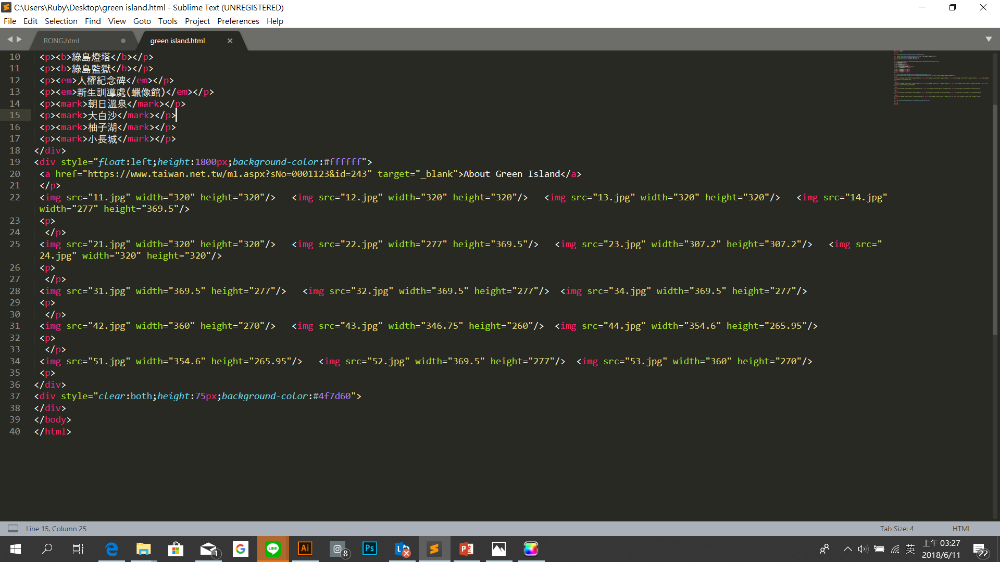 C:\Users\Ruby\Desktop\green island.html - Sublime Text (UNREGISTERED)
File Edit Selection Find View Goto Tools Project Preferences Help
RONG.html green island.html
10 <p><b>綠島燈塔</b></p>
11 <p><b>綠島監獄</b></p>
12 <p><em>人權紀念碑</em></p>
13 <p><em>新生訓導處(蠟像館)</em></p>
14 <p><mark>朝日溫泉</mark></p>
15 <p><mark>大白沙</mark></p>
16 <p><mark>柚子湖</mark></p>
17 <p><mark>小長城</mark></p>
18 </div>
19 <div style="float:left;height:1800px;background-color:#ffffff">
20 <a href="https://www.taiwan.net.tw/m1.aspx?sNo=0001123&id=243" target="_blank">About Green Island</a>
21 </p>
22 <img src="11.jpg" width="320" height="320"/> <img src="12.jpg" width="320" height="320"/> <img src="13.jpg" width="320" height="320"/> <img src="14.jpg"
width="277" height="369.5"/>
23 <p>
24 </p>
25 <img src="21.jpg" width="320" height="320"/> <img src="22.jpg" width="277" height="369.5"/> <img src="23.jpg" width="307.2" height="307.2"/> <img src="
24.jpg" width="320" height="320"/>
26 <p>
27 </p>
28 <img src="31.jpg" width="369.5" height="277"/> <img src="32.jpg" width="369.5" height="277"/> <img src="34.jpg" width="369.5" height="277"/>
29 <p>
30 </p>
31 <img src="42.jpg" width="360" height="270"/> <img src="43.jpg" width="346.75" height="260"/> <img src="44.jpg" width="354.6" height="265.95"/>
32 <p>
33 </p>
34 <img src="51.jpg" width="354.6" height="265.95"/> <img src="52.jpg" width="369.5" height="277"/> <img src="53.jpg" width="360" height="270"/>
35 <p>
36 </div>
37 <div style="clear:both;height:75px;background-color:#4f7d60">
38 </div>
39 </body>
40 </html>
Line 15, Column 25 Tab Size: 4 HTML
1 G LINE Ai 8 Ps L P 英 上午 03:27
2018/6/11 22